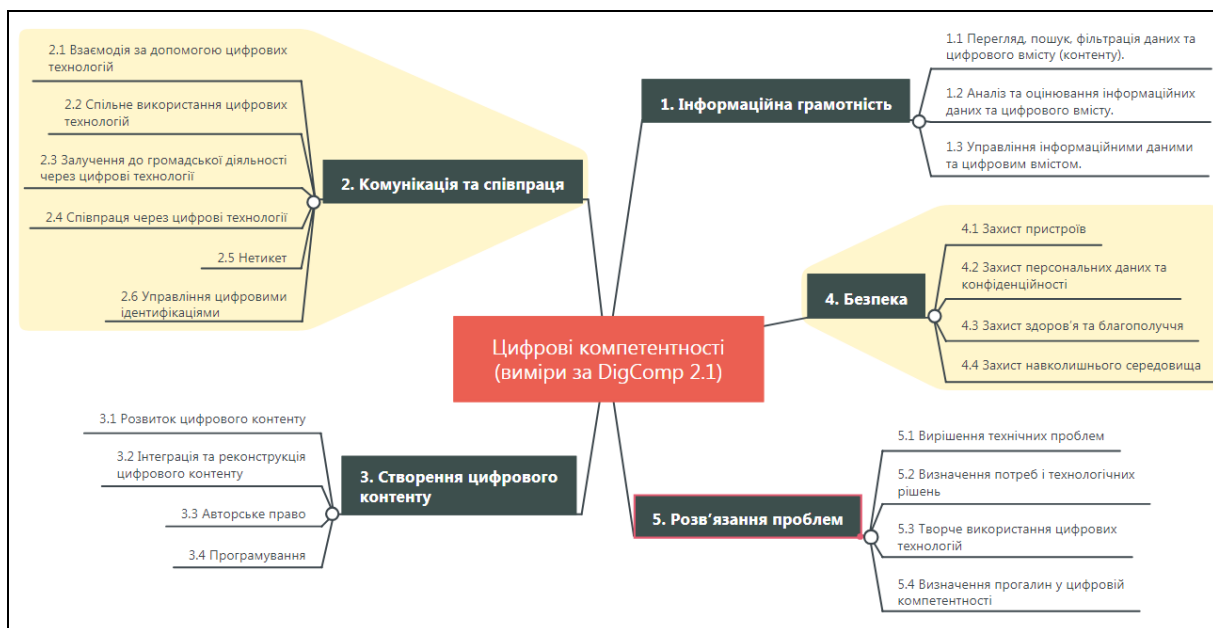 Цифрові компетентності
(виміри за DigComp 2.1)
1. Інформаційна грамотність
1.1 Перегляд, пошук, фільтрація даних та
цифрового вмісту (контенту).
1.2 Аналіз та оцінювання інформаційних
даних та цифрового вмісту.
1.3 Управління інформаційними даними
та цифровим вмістом.
2. Комунікація та співпраця
2.1 Взаємодія за допомогою цифрових
технологій
2.2 Спільне використання цифрових
технологій
2.3 Залучення до громадської діяльності
через цифрові технології
2.4 Співпраця через цифрові технології
2.5 Нетикет
2.6 Управління цифровими
ідентифікаціями
3. Створення цифрового
контенту
3.1 Розвиток цифрового контенту
3.2 Інтеграція та реконструкція
цифрового контенту
3.3 Авторське право
3.4 Програмування
4. Безпека
4.1 Захист пристроїв
4.2 Захист персональних даних та
конфіденційності
4.3 Захист здоров'я та благополуччя
4.4 Захист навколишнього середовища
5. Розв'язання проблем
5.1 Вирішення технічних проблем
5.2 Визначення потреб і технологічних
рішень
5.3 Творче використання цифрових
технологій
5.4 Визначення прогалин у цифровій
компетентності